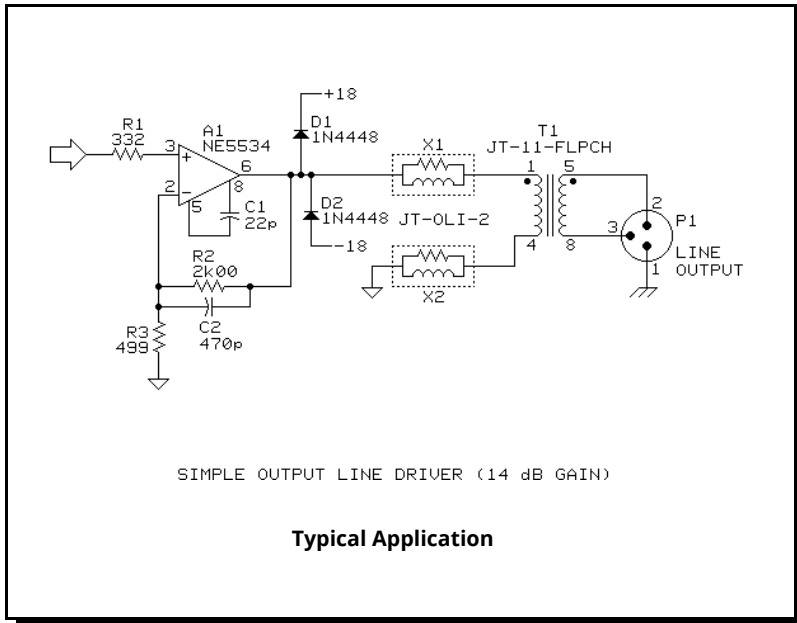 +18
R1
332
A1
NE5534
3
+
2
−
6
8
5
D1
1N4448
D2
1N4448
-18
C1
22p
R2
2k00
C2
470p
R3
499
X1
JT-OLI-2
X2
T1
JT-11-FLPCH
1
5
4
8
2
3
1
P1
LINE
OUTPUT
SIMPLE OUTPUT LINE DRIVER (14 dB GAIN)
Typical Application